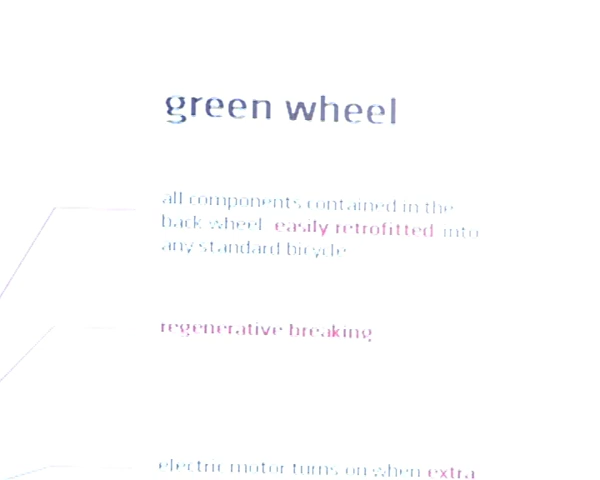 green wheel
all components contained in the
back wheel easily retrofitted into
any standard bicycle
regenerative breaking
electric motor turns on when extra